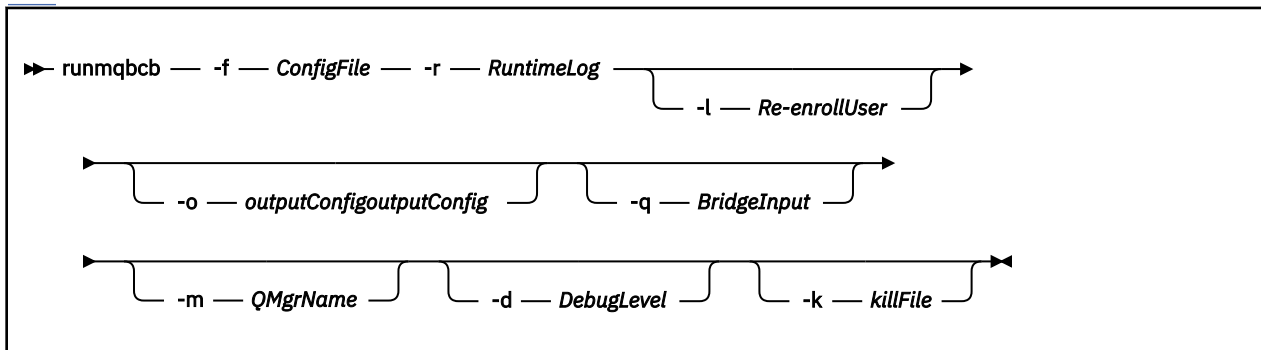 runmqbcb -f ConfigFile -r RuntimeLog
-l Re-enrollUser
-o outputConfigoutputConfig -q BridgeInput
-m QMgrName -d DebugLevel -k killFile